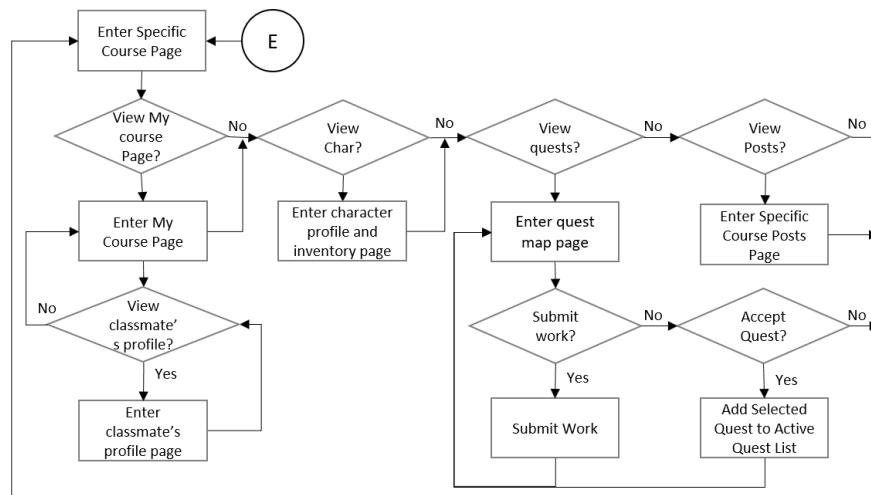 Enter Specific
Course Page
E
View My
course
Page?
No
View
Char?
No
View
quests?
No
View
Posts?
No
Enter My
Course Page
Enter character
profile and
inventory page
Enter quest
map page
Enter Specific
Course Posts
Page
No
View
classmate'
s profile?
Yes
Submit
work?
No
Accept
Quest?
No
Yes
Yes
Enter
classmate's
profile page
Submit Work
Add Selected
Quest to Active
Quest List